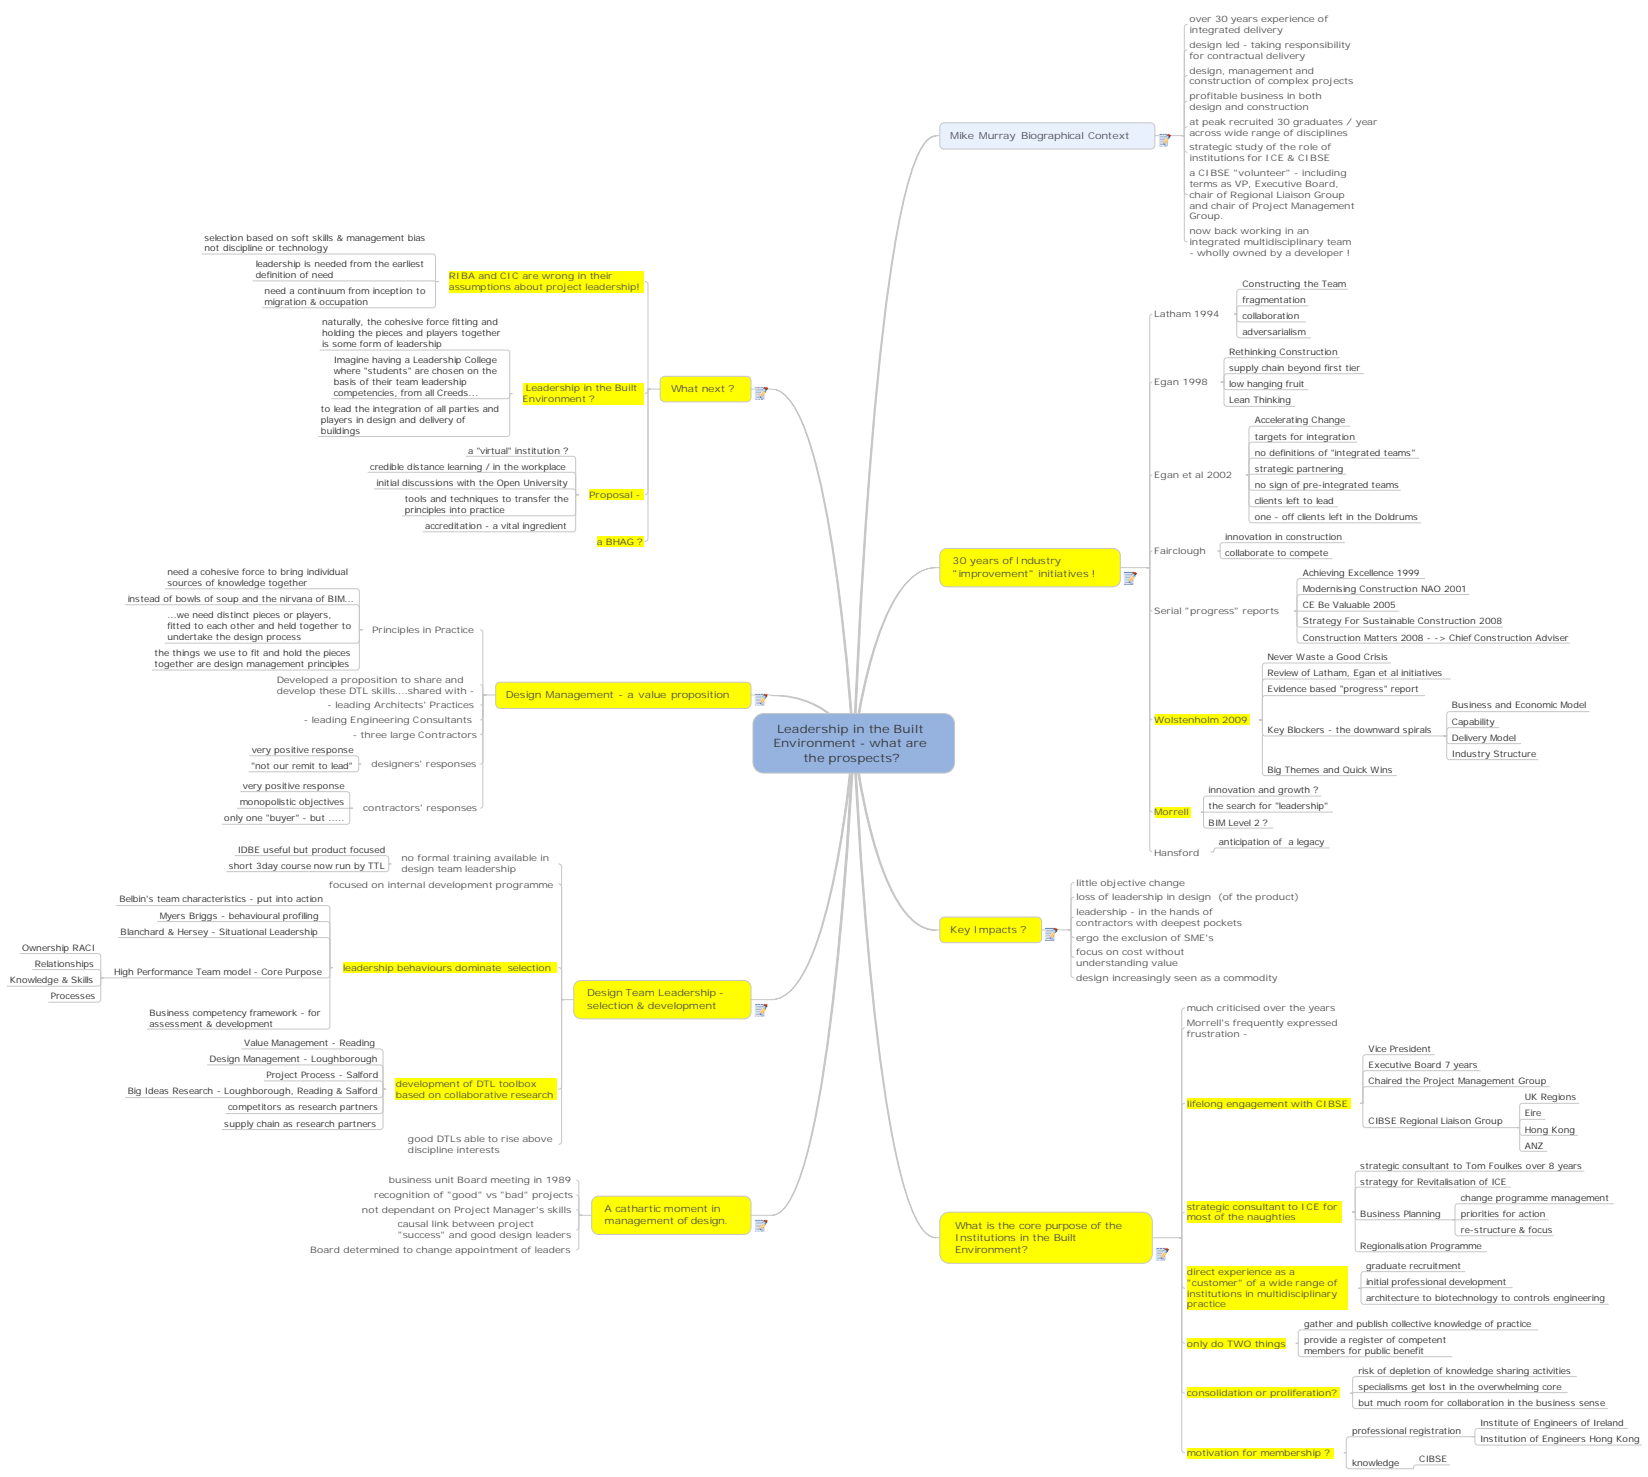 Leadership in the Built
Environment - what are
the prospects?
Mike Murray Biographical Context
over 30 years experience of
integrated delivery
design led - taking responsibility
for contractual delivery
design, management and
construction of complex projects
profitable business in both
design and construction
at peak recruited 30 graduates / year
across wide range of disciplines
strategic study of the role of
institutions for ICE & CIBSE
a CIBSE "volunteer" - including
terms as VP, Executive Board,
chair of Regional Liaison Group
and chair of Project Management
Group.
now back working in an
integrated multidisciplinary team
- wholly owned by a developer !
30 years of Industry
"improvement" initiatives !
Latham 1994
Constructing the Team
fragmentation
collaboration
adversarialism
Egan 1998
Rethinking Construction
supply chain beyond first tier
low hanging fruit
Lean Thinking
Egan et al 2002
Accelerating Change
targets for integration
no definitions of "integrated teams"
strategic partnering
no sign of pre-integrated teams
clients left to lead
one - off clients left in the Doldrums
Fairclough
innovation in construction
collaborate to compete
Serial "progress" reports
Achieving Excellence 1999
Modernising Construction NAO 2001
CE Be Valuable 2005
Strategy For Sustainable Construction 2008
Construction Matters 2008 - -> Chief Construction Adviser
Wolstenholm 2009
Never Waste a Good Crisis
Review of Latham, Egan et al initiatives
Evidence based "progress" report
Key Blockers - the downward spirals
Business and Economic Model
Capability
Delivery Model
Industry Structure
Big Themes and Quick Wins
Morrell
innovation and growth ?
the search for "leadership"
BIM Level 2 ?
Hansford
anticipation of a legacy
Key Impacts ?
little objective change
loss of leadership in design (of the product)
leadership - in the hands of
contractors with deepest pockets
ergo the exclusion of SME's
focus on cost without
understanding value
design increasingly seen as a commodity
What is the core purpose of the
Institutions in the Built
Environment?
much criticised over the years
Morrell's frequently expressed
frustration -
lifelong engagement with CIBSE
Vice President
Executive Board 7 years
Chaired the Project Management Group
CIBSE Regional Liaison Group
UK Regions
Eire
Hong Kong
ANZ
strategic consultant to ICE for
most of the naughties
strategic consultant to Tom Foulkes over 8 years
strategy for Revitalisation of ICE
Business Planning
change programme management
priorities for action
re-structure & focus
Regionalisation Programme
direct experience as a
"customer" of a wide range of
institutions in multidisciplinary
practice
graduate recruitment
initial professional development
architecture to biotechnology to controls engineering
only do TWO things
gather and publish collective knowledge of practice
provide a register of competent
members for public benefit
consolidation or proliferation?
risk of depletion of knowledge sharing activities
specialisms get lost in the overwhelming core
but much room for collaboration in the business sense
motivation for membership ?
professional registration
Institute of Engineers of Ireland
Institution of Engineers Hong Kong
knowledge
CIBSE
What next ?
RIBA and CIC are wrong in their
assumptions about project leadership!
selection based on soft skills & management bias
not discipline or technology
leadership is needed from the earliest
definition of need
need a continuum from inception to
migration & occupation
Leadership in the Built
Environment ?
naturally, the cohesive force fitting and
holding the pieces and players together
is some form of leadership
Imagine having a Leadership College
where "students" are chosen on the
basis of their team leadership
competencies, from all Creeds...
to lead the integration of all parties and
players in design and delivery of
buildings
Proposal -
a "virtual" institution ?
credible distance learning / in the workplace
initial discussions with the Open University
tools and techniques to transfer the
principles into practice
accreditation - a vital ingredient
a BHAG ?
Design Management - a value proposition
Principles in Practice
need a cohesive force to bring individual
sources of knowledge together
instead of bowls of soup and the nirvana of BIM...
...we need distinct pieces or players,
fitted to each other and held together to
undertake the design process
the things we use to fit and hold the pieces
together are design management principles
Developed a proposition to share and
develop these DTL skills....shared with -
- leading Architects' Practices
- leading Engineering Consultants
- three large Contractors
designers' responses
very positive response
"not our remit to lead"
contractors' responses
very positive response
monopolistic objectives
only one "buyer" - but .....
Design Team Leadership -
selection & development
no formal training available in
design team leadership
IDBE useful but product focused
short 3day course now run by TTL
focused on internal development programme
leadership behaviours dominate selection
Belbin's team characteristics - put into action
Myers Briggs - behavioural profiling
Blanchard & Hersey - Situational Leadership
High Performance Team model - Core Purpose
Ownership RACI
Relationships
Knowledge & Skills
Processes
Business competency framework - for
assessment & development
development of DTL toolbox
based on collaborative research
Value Management - Reading
Design Management - Loughborough
Project Process - Salford
Big Ideas Research - Loughborough, Reading & Salford
competitors as research partners
supply chain as research partners
good DTLs able to rise above
discipline interests
A cathartic moment in
management of design.
business unit Board meeting in 1989
recognition of "good" vs "bad" projects
not dependant on Project Manager's skills
causal link between project
"success" and good design leaders
Board determined to change appointment of leaders